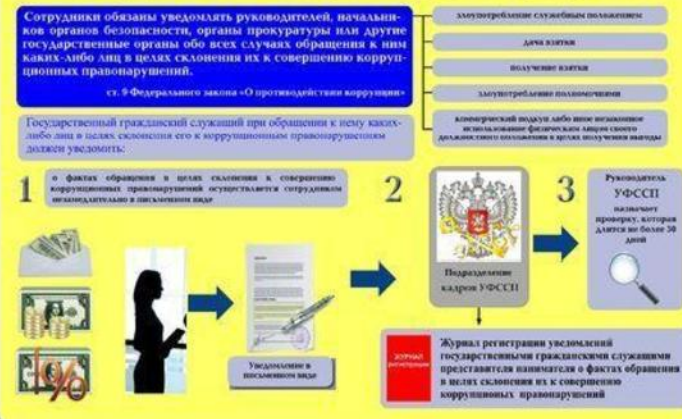 Сотрудники обязаны уведомлять руководителей, начальни-
ков органов безопасности, органы прокуратуры или другие
государственные органы обо всех случаях обращения к ним
каких-либо лиц в целях склонения их к совершению корруп-
ционных правонарушений.
ст. 9 Федерального закона «О противодействии коррупции»
злоупотребление служебным положением
дача взятки
получение взятки
злоупотребление полномочиями
коммерческий подкуп либо иное незаконное
использование физическим лицом своего
должностного положения в целях получения выгоды
Государственный гражданский служащий при обращении к нему каких-
либо лиц в целях склонения его к коррупционным правонарушениям
должен уведомить:
1
о фактах обращения в целях склонения к совершению
коррупционных правонарушений осуществляется сотрудником
незамедлительно в письменном виде
2
3
Руководитель
УФССП
назначает
проверку, которая
длится не более 30
дней
Подразделение
кадров УФССП
Уведомление в
письменном виде
1%
ЖУРНАЛ
регистрации
Журнал регистрации уведомлений
государственными гражданскими служащими
представителя нанимателя о фактах обращения
в целях склонения их к совершению
коррупционных правонарушений